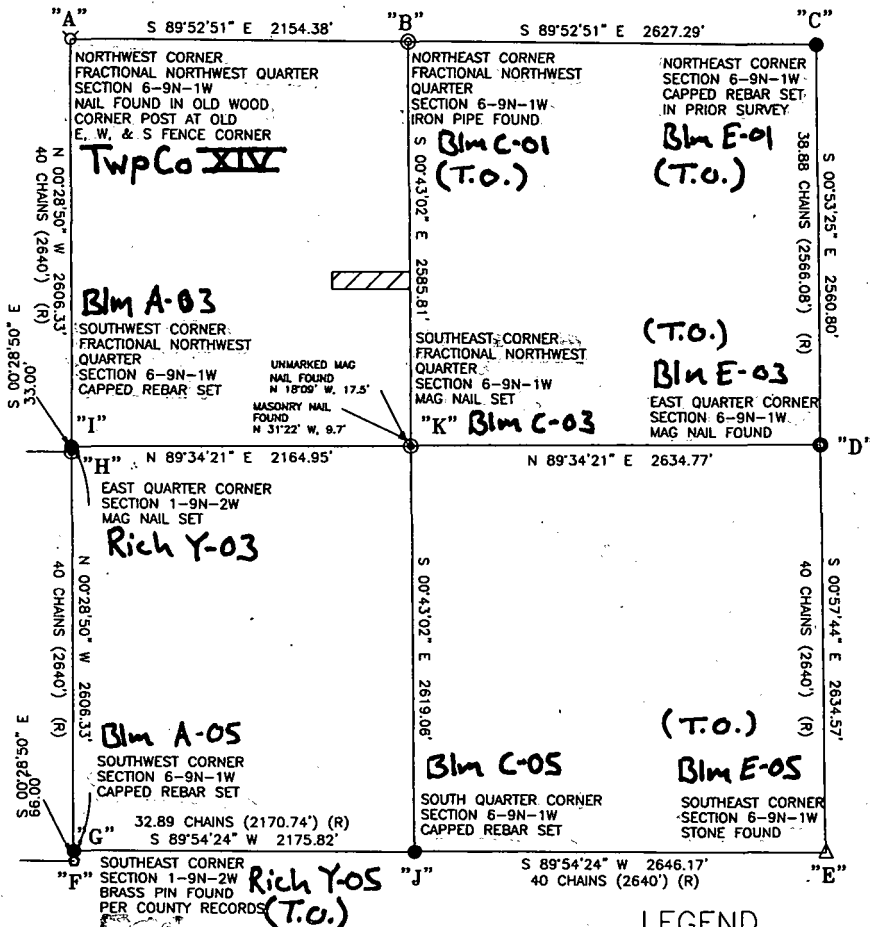 "A"
S 89°52'51" E 2154.38'
"B"
S 89°52'51" E 2627.29'
"C"
NORTHWEST CORNER
FRACTIONAL NORTHWEST QUARTER
SECTION 6-9N-1W
NAIL FOUND IN OLD WOOD
CORNER POST AT OLD
E, W, & S FENCE CORNER
TwpCo XIV
NORTHEAST CORNER
FRACTIONAL NORTHWEST
QUARTER
SECTION 6-9N-1W
IRON PIPE FOUND
Blm C-01
(T.O.)
NORTHEAST CORNER
SECTION 6-9N-1W
CAPPED REBAR SET
IN PRIOR SURVEY
Blm E-01
(T.O.)
N 00°28'50" W 2606.33'
40 CHAINS (2640') (R)
S 00°43'02" E 2585.81'
S 00°53'25" E 2560.80'
38.88 CHAINS (2566.08') (R)
Blm A-03
SOUTHWEST CORNER
FRACTIONAL NORTHWEST
QUARTER
SECTION 6-9N-1W
CAPPED REBAR SET
S 00°28'50" E
33.00'
UNMARKED MAG
NAIL FOUND
N 18°09' W, 17.5'
MASONRY NAIL
FOUND
N 31°22' W, 9.7'
SOUTHEAST CORNER
FRACTIONAL NORTHWEST
QUARTER
SECTION 6-9N-1W
MAG NAIL SET
"K" Blm C-03
(T.O.)
Blm E-03
EAST QUARTER CORNER
SECTION 6-9N-1W
MAG NAIL FOUND
"I"
"D"
"H"
N 89°34'21" E 2164.95'
N 89°34'21" E 2634.77'
EAST QUARTER CORNER
SECTION 1-9N-2W
MAG NAIL SET
Rich Y-03
N 00°28'50" W 2606.33'
40 CHAINS (2640') (R)
S 00°43'02" E 2619.06'
S 00°57'44" E 2634.57'
40 CHAINS (2640') (R)
S 00°28'50" E
66.00'
Blm A-05
SOUTHWEST CORNER
SECTION 6-9N-1W
CAPPED REBAR SET
Blm C-05
SOUTH QUARTER CORNER
SECTION 6-9N-1W
CAPPED REBAR SET
(T.O.)
Blm E-05
SOUTHEAST CORNER
SECTION 6-9N-1W
STONE FOUND
"G"
32.89 CHAINS (2170.74') (R)
S 89°54'24" W 2175.82'
"F"
SOUTHEAST CORNER
SECTION 1-9N-2W
BRASS PIN FOUND
PER COUNTY RECORDS
Rich Y-05
(T.O.)
"J"
S 89°54'24" W 2646.17'
40 CHAINS (2640') (R)
"E"
LEGEND